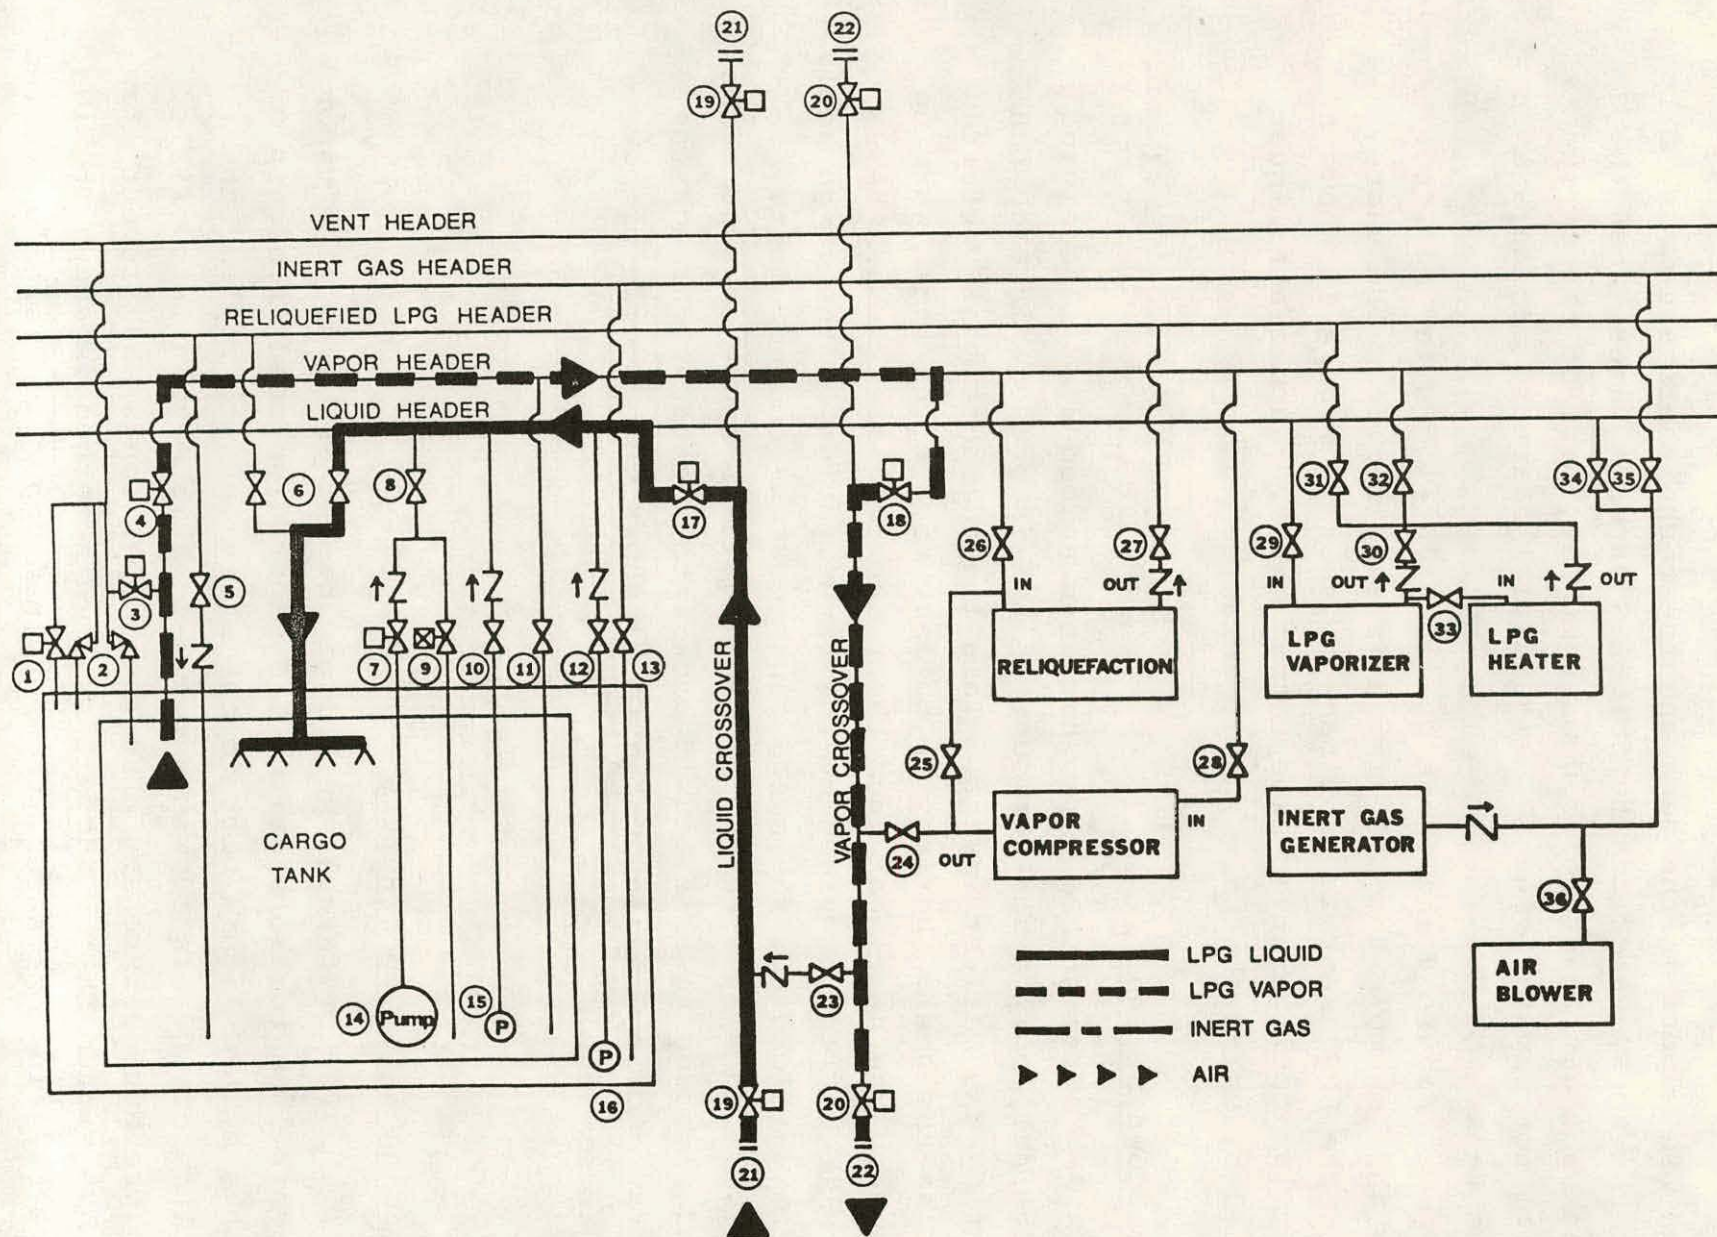 21
22
19
20
VENT HEADER
INERT GAS HEADER
RELIQUEFIED LPG HEADER
VAPOR HEADER
LIQUID HEADER
4
6
8
17
18
31
32
34
35
26
27
29
30
IN
OUT
IN
OUT
IN
OUT
3
5
33
1
2
7
9
10
11
12
13
RELIQUEFACTION
LPG
VAPORIZER
LPG
HEATER
LIQUID CROSSOVER
VAPOR CROSSOVER
25
28
CARGO
TANK
VAPOR
COMPRESSOR
IN
24
OUT
INERT GAS
GENERATOR
36
14
Pump
15
P
P
16
23
LPG LIQUID
LPG VAPOR
INERT GAS
AIR
AIR
BLOWER
19
20
21
22